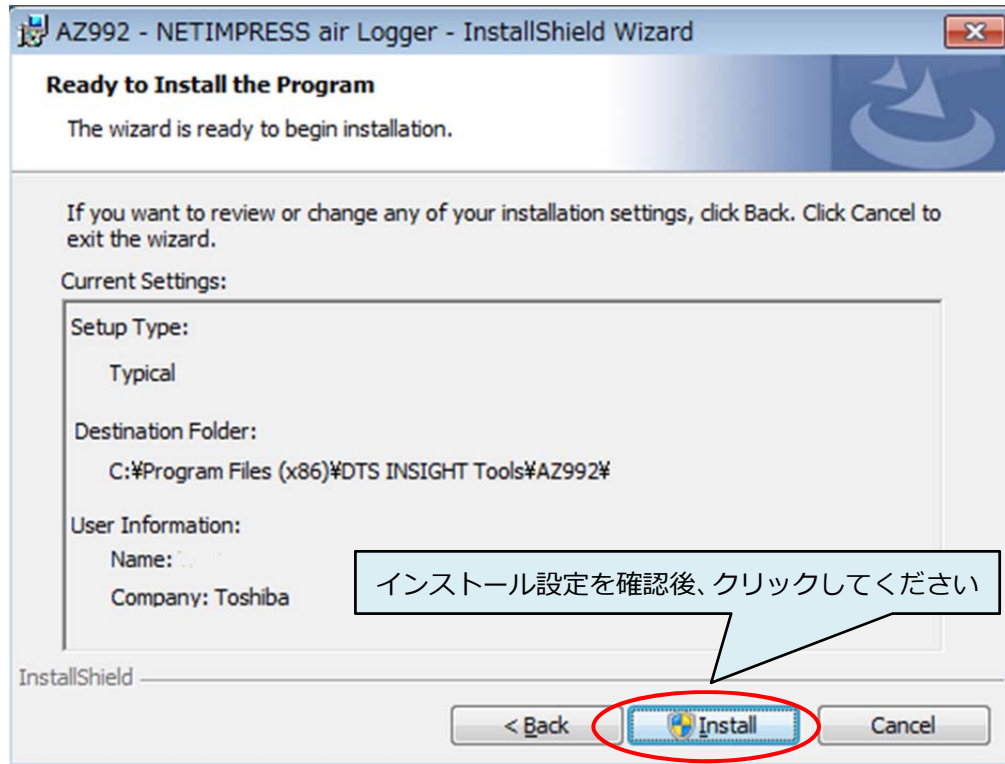 AZ992 - NETIMPRESS air Logger - InstallShield Wizard
Ready to Install the Program
The wizard is ready to begin installation.
If you want to review or change any of your installation settings, click Back. Click Cancel to
exit the wizard.
Current Settings:
Setup Type:
Typical
Destination Folder:
C:¥Program Files (x86)¥DTS INSIGHT Tools¥AZ992¥
User Information:
Name:
Company: Toshiba
インストール設定を確認後、クリックしてください
InstallShield
< Back
Install
Cancel